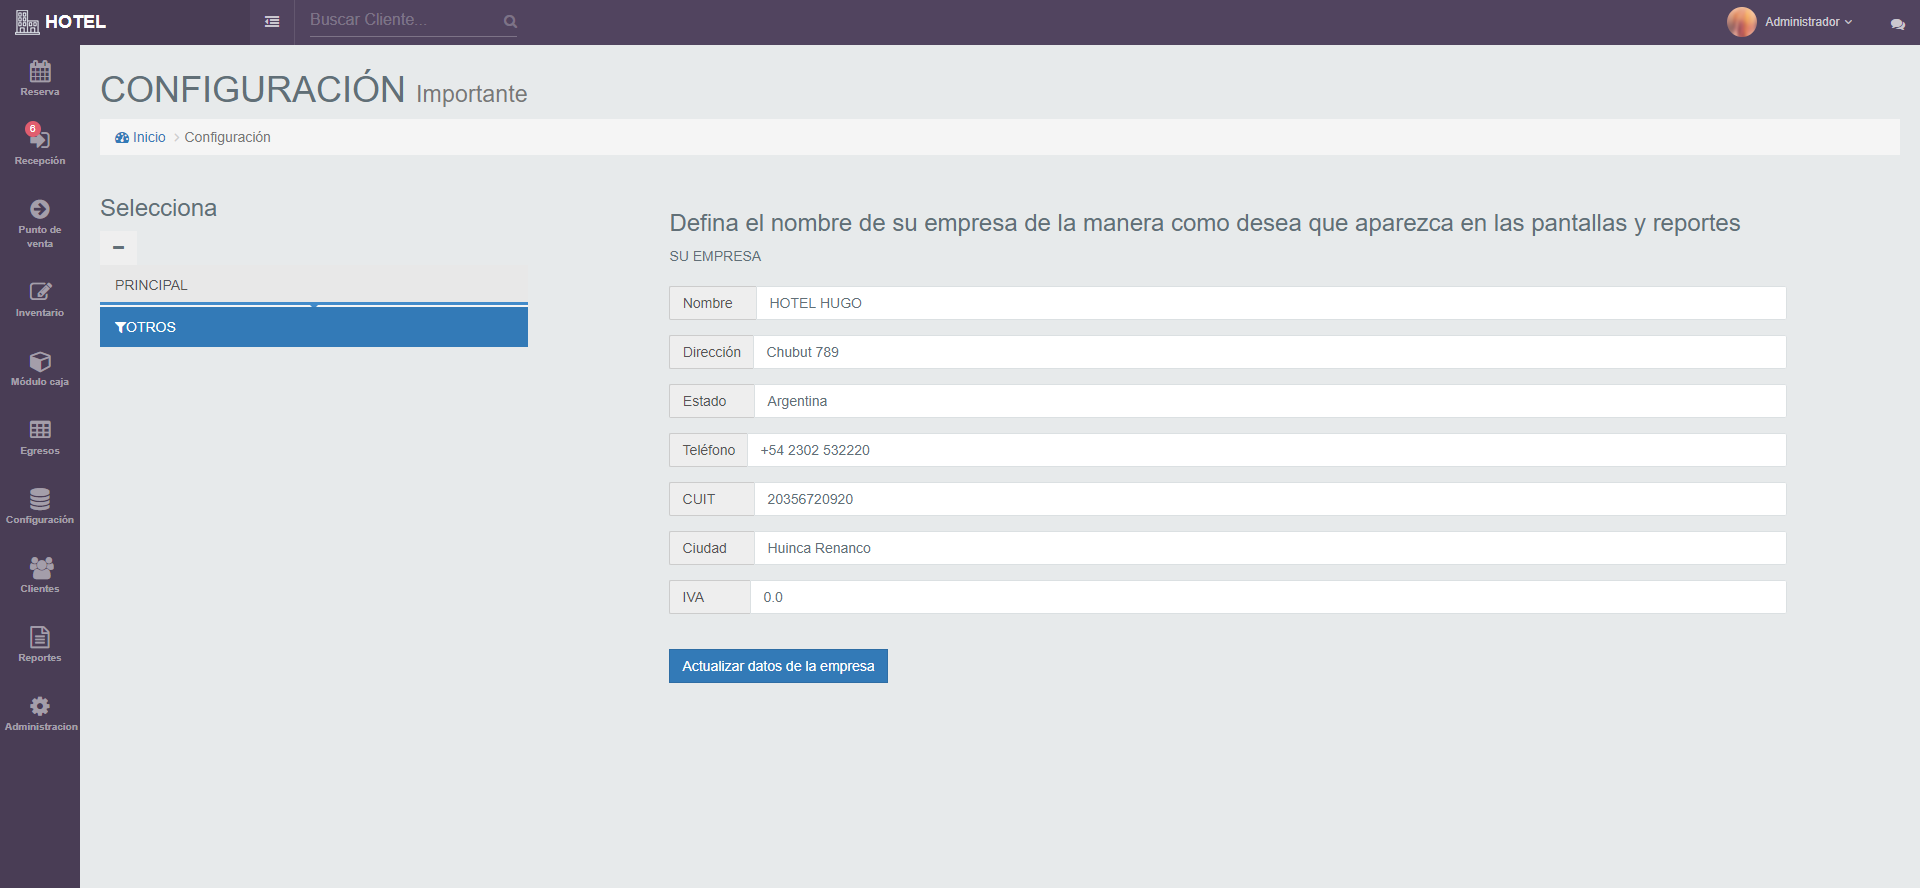 HOTEL
Buscar Cliente...
Administrador
Reserva
6
Recepción
Punto de
venta
Inventario
Módulo caja
Egresos
Configuración
Clientes
Reportes
Administracion
CONFIGURACIÓN Importante
Inicio > Configuración
Selecciona
PRINCIPAL
OTROS
Defina el nombre de su empresa de la manera como desea que aparezca en las pantallas y reportes
SU EMPRESA
Nombre HOTEL HUGO
Dirección Chubut 789
Estado Argentina
Teléfono +54 2302 532220
CUIT 20356720920
Ciudad Huinca Renanco
IVA 0.0
Actualizar datos de la empresa